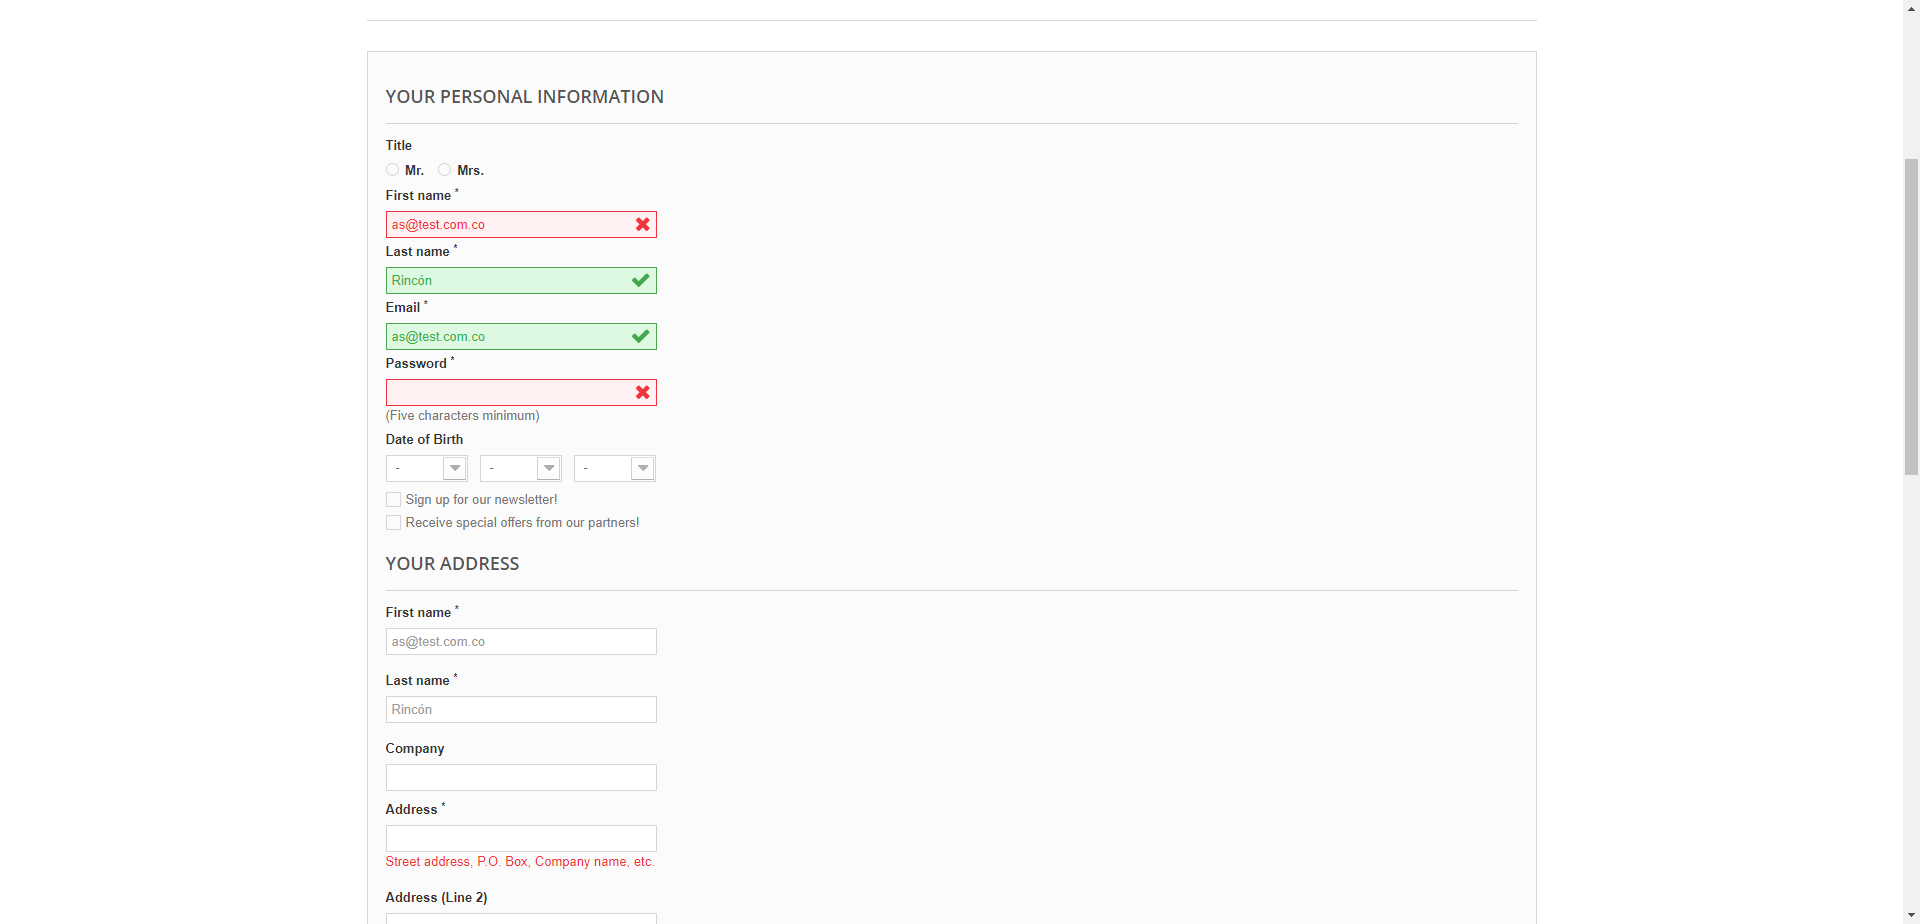 YOUR PERSONAL INFORMATION
Title
Mr. Mrs.
First name *
as@test.com.co
Last name *
Rincón
Email *
as@test.com.co
Password *
(Five characters minimum)
Date of Birth
- - -
Sign up for our newsletter!
Receive special offers from our partners!
YOUR ADDRESS
First name *
as@test.com.co
Last name *
Rincón
Company
Address *
Street address, P.O. Box, Company name, etc.
Address (Line 2)